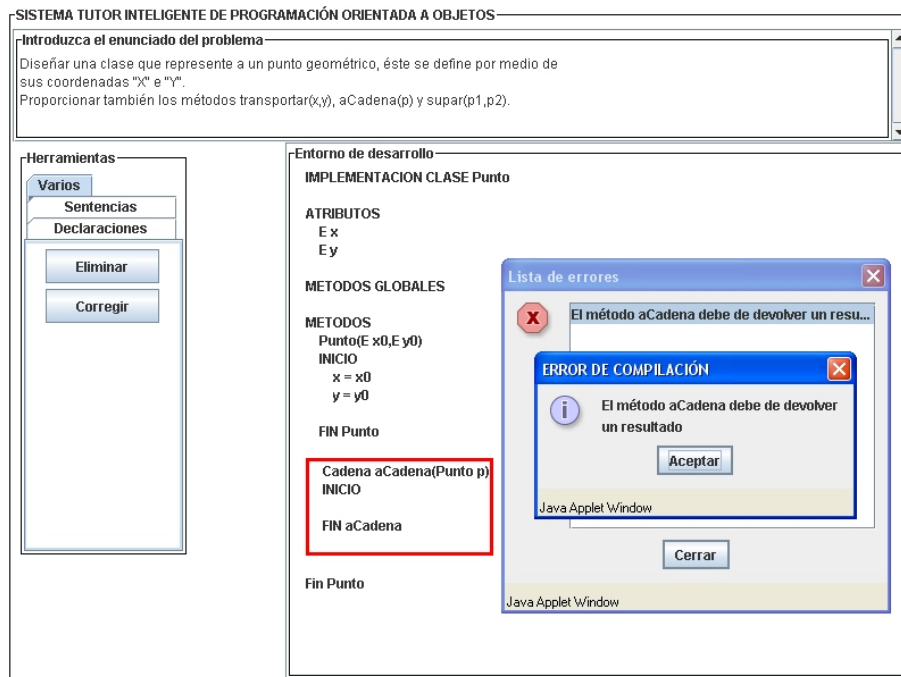 SISTEMA TUTOR INTELIGENTE DE PROGRAMACIÓN ORIENTADA A OBJETOS
Introduzca el enunciado del problema
Diseñar una clase que represente a un punto geométrico, éste se define por medio de
sus coordenadas "X" e "Y".
Proporcionar también los métodos transportar(x,y), aCadena(p) y supar(p1,p2).
Herramientas
Varios
Sentencias
Declaraciones
Eliminar
Corregir
Entorno de desarrollo
IMPLEMENTACION CLASE Punto
ATRIBUTOS
E x
E y
METODOS GLOBALES
METODOS
Punto(E x0,E y0)
INICIO
x = x0
y = y0
FIN Punto
Cadena aCadena(Punto p)
INICIO
FIN aCadena
Fin Punto
Lista de errores
El método aCadena debe de devolver un resu...
ERROR DE COMPILACIÓN
El método aCadena debe de devolver
un resultado
Aceptar
Java Applet Window
Cerrar
Java Applet Window